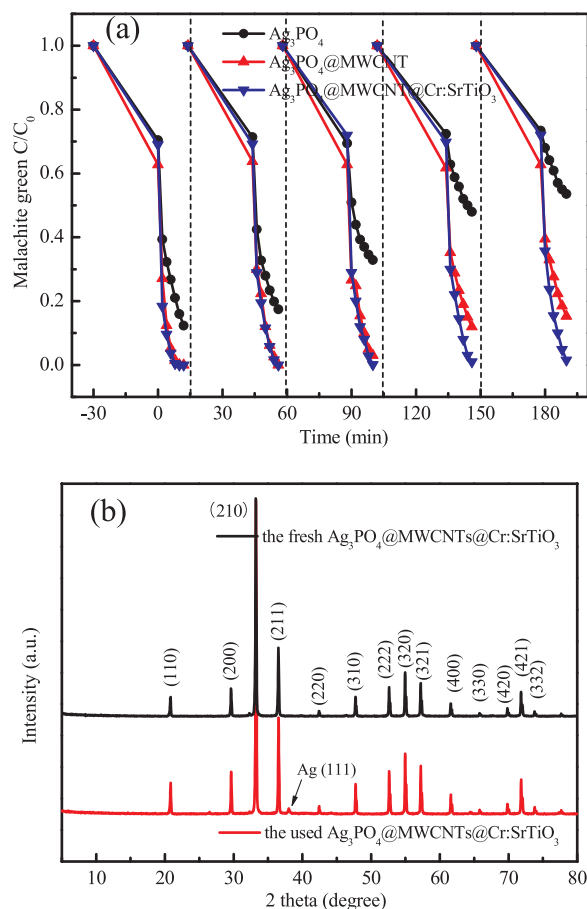 (a)
Ag₃PO₄
Ag₃PO₄@MWCNT
Ag₃PO₄@MWCNT@Cr:SrTiO₃
Malachite green C/C₀
1.0
0.8
0.6
0.4
0.2
0.0
-30 0 30 60 90 120 150 180
Time (min)
(b)
(210)
the fresh Ag₃PO₄@MWCNTs@Cr:SrTiO₃
(110) (200) (211) (220) (310) (222) (320) (321) (400) (330) (420) (421) (332)
Intensity (a.u.)
Ag (111)
the used Ag₃PO₄@MWCNTs@Cr:SrTiO₃
10 20 30 40 50 60 70 80
2 theta (degree)